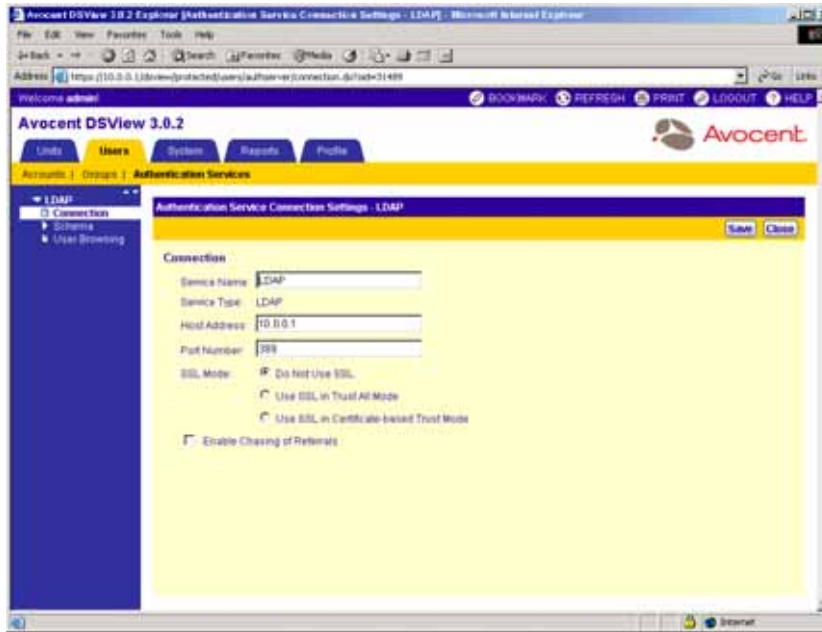 Avocent DSView 3.0.2 Explorer [Authentication Service Connection Settings - LDAP] - Microsoft Internet Explorer
File Edit View Favorites Tools Help
Back Search Favorites Media
Address Go Links
Welcome admin! BOOKMARK REFRESH PRINT LOGOUT HELP
Avocent DSView 3.0.2
Avocent.
Units Users System Reports Profile
Accounts | Groups | Authentication Services
LDAP
Connection
Schema
User Browsing
Authentication Service Connection Settings - LDAP
Save Close
Connection
Service Name: LDAP
Service Type: LDAP
Host Address: 10.0.0.1
Port Number: 389
SSL Mode: Do Not Use SSL
Use SSL in Trust All Mode
Use SSL in Certificate-based Trust Mode
Enable Chasing of Referrals
Internet